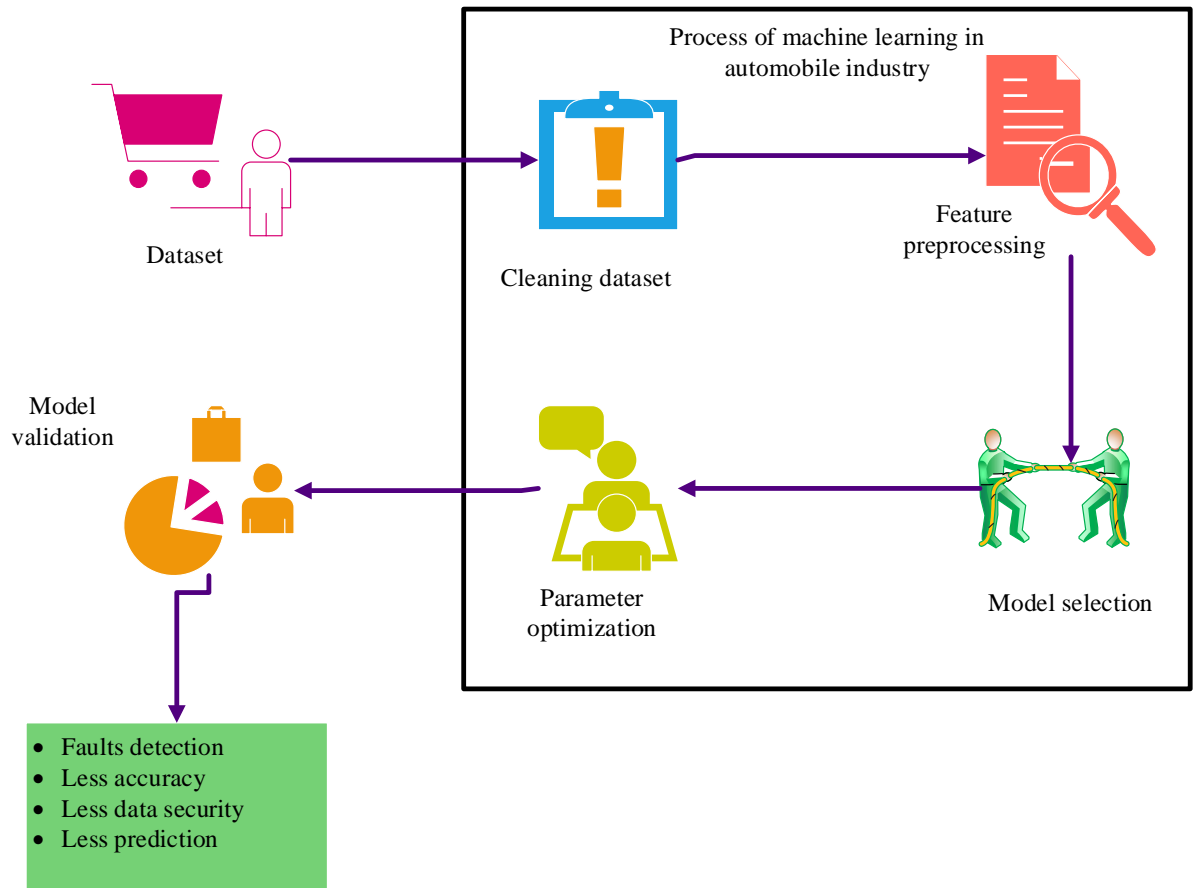 Process of machine learning in
automobile industry
Dataset
Cleaning dataset
Feature
preprocessing
Model
validation
Parameter
optimization
Model selection
• Faults detection
• Less accuracy
• Less data security
• Less prediction